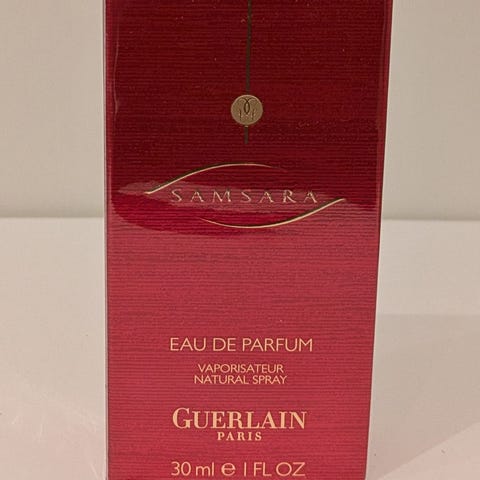 SAMSARA
EAU DE PARFUM
VAPORISATEUR
NATURAL SPRAY
GUERLAIN
PARIS
30 ml ℮ 1 FL OZ